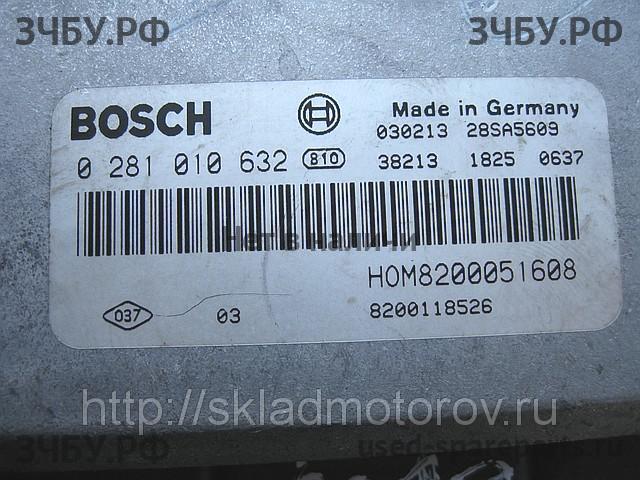 ЗЧБУ.РФ ЗЧБУ.РФ
BOSCH Made in Germany
030213 28SA5609
0 281 010 632 810 38213 1825 0637
Нет в наличи
HOM8200051608
037 03 8200118526
http://skladmotorov.ru
ЗЧБУ.РФ used-spareparts.ru